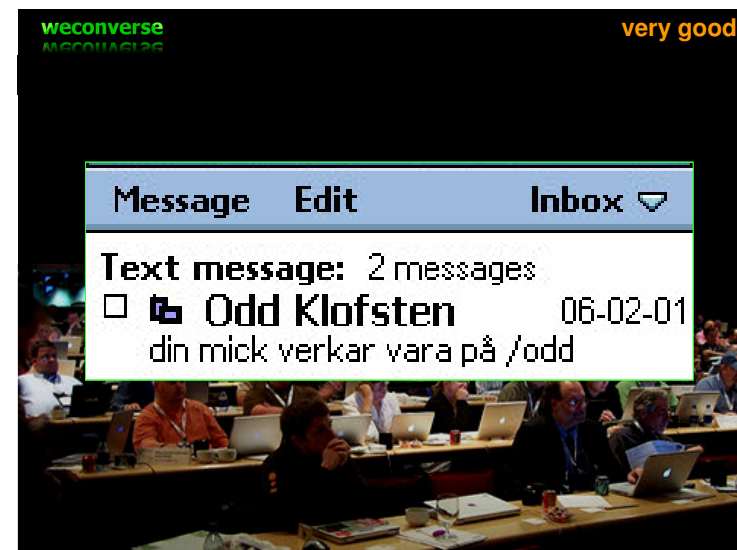 weconverse
very good
Message Edit Inbox
Text message: 2 messages
Odd Klofsten 06-02-01
din mick verkar vara på /odd